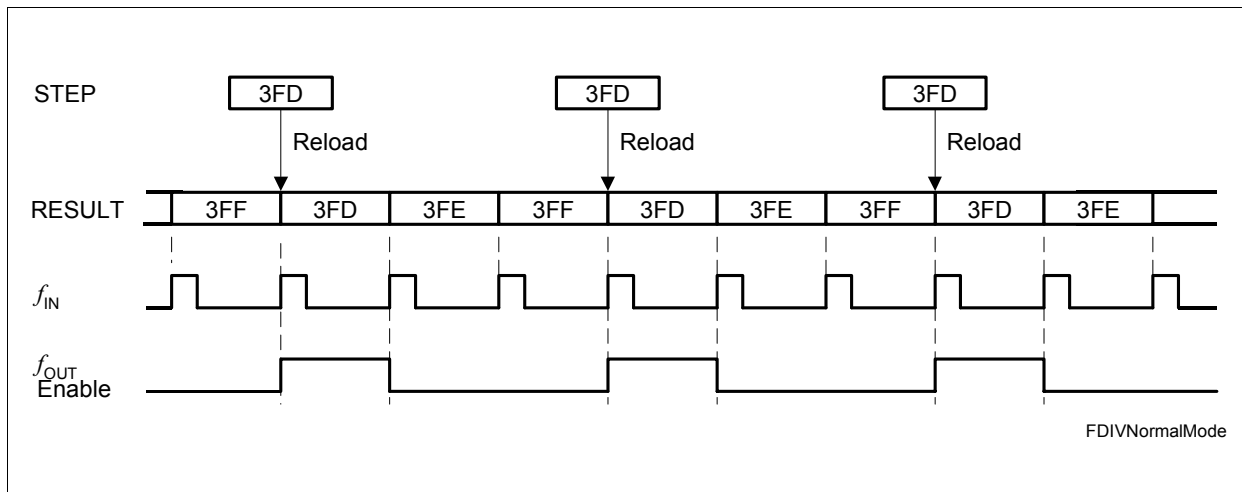 STEP 3FD 3FD 3FD
Reload Reload Reload
RESULT 3FF 3FD 3FE 3FF 3FD 3FE 3FF 3FD 3FE
fIN
fOUT
Enable
FDIVNormalMode